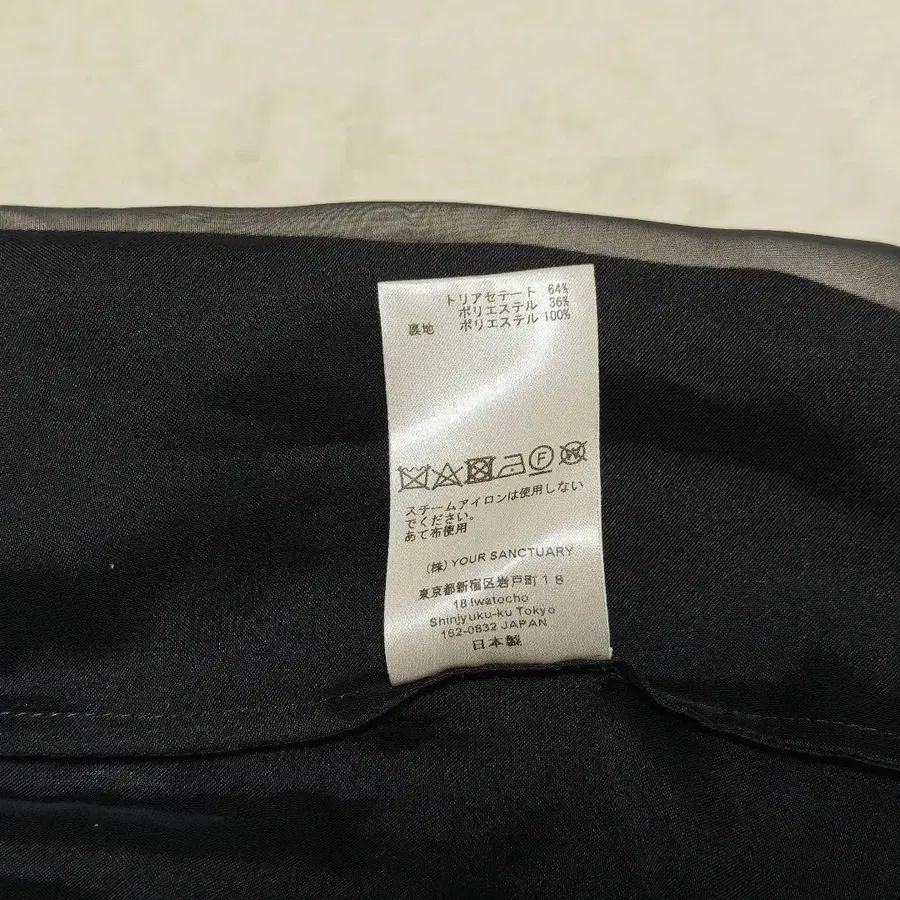 トリアセテート 64%
ポリエステル 36%
裏地 ポリエステル 100%
F W
スチームアイロンは使用しない
でください。
あて布使用
(株) YOUR SANCTUARY
東京都新宿区岩戸町18
18 Iwatocho
Shinjyuku-ku Tokyo
162-0832 JAPAN
日本製